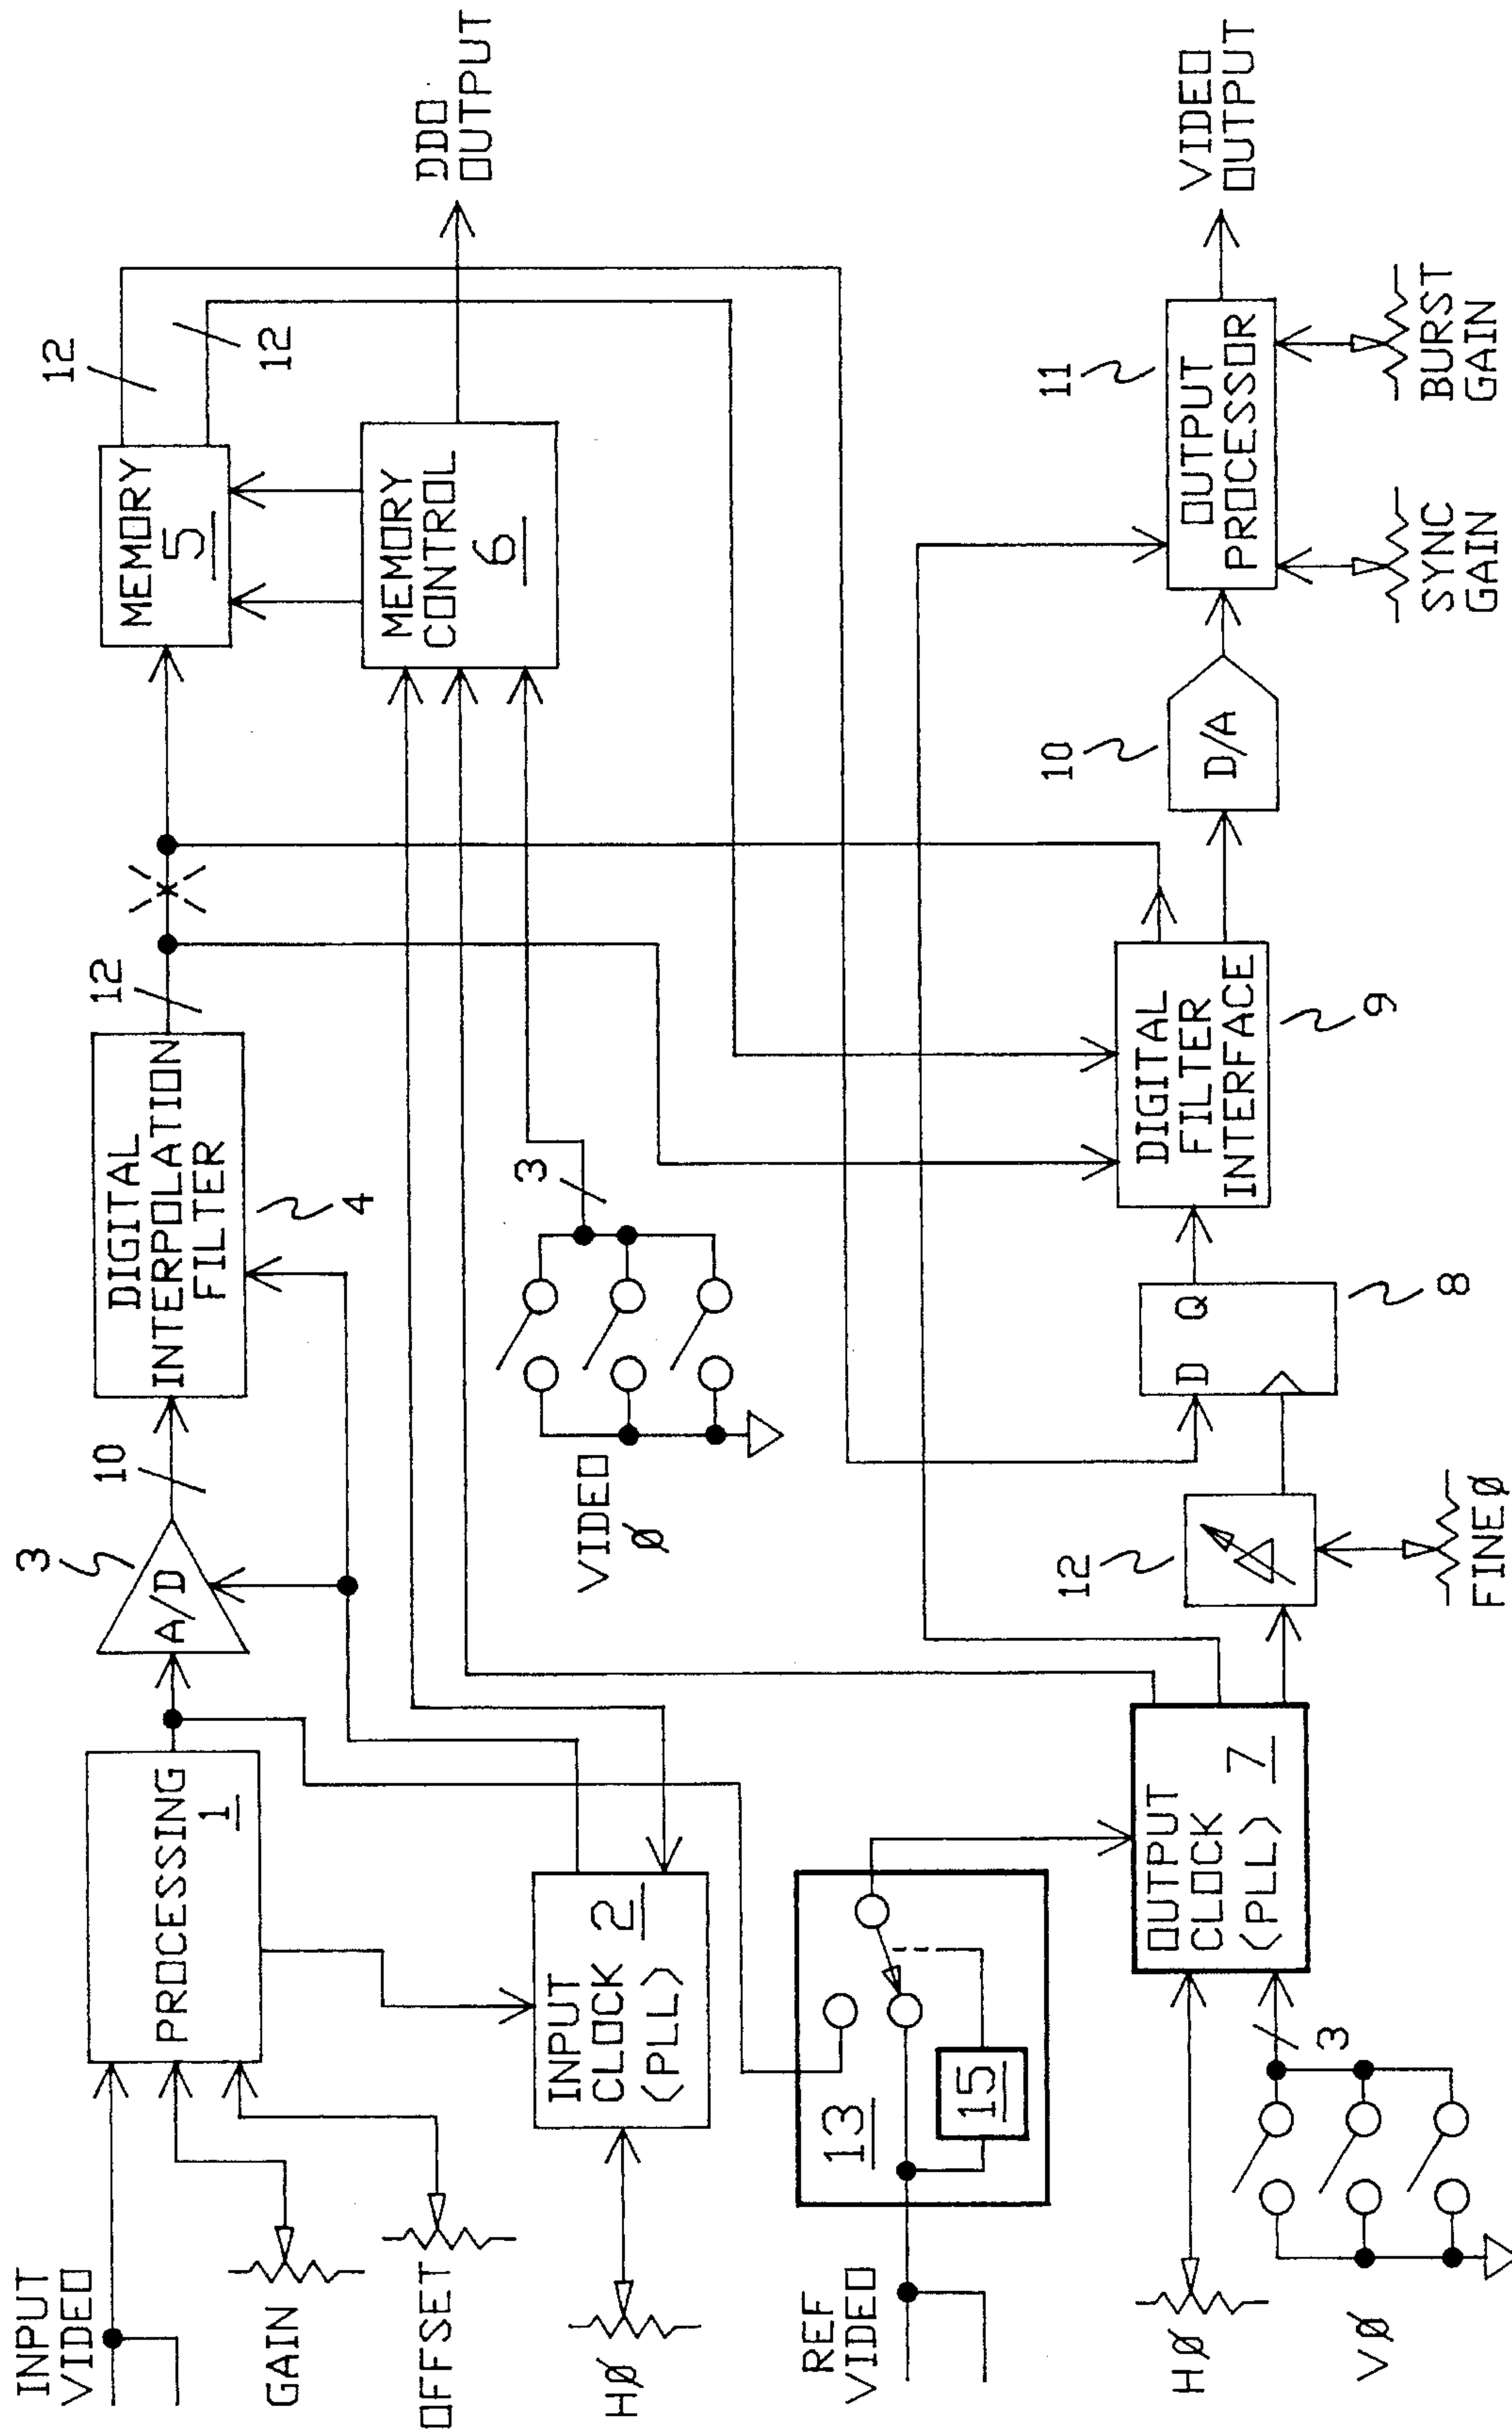 INPUT
VIDEO
GAIN
OFFSET
HØ
PROCESSING
1
INPUT
CLOCK 2
(PLL)
3
A/D
10
DIGITAL
INTERPOLATION
FILTER
4
12
MEMORY
5
12
12
MEMORY
CONTROL
6
DDO
OUTPUT
VIDEO
Ø
3
REF
VIDEO
13
15
HØ
VØ
3
OUTPUT
CLOCK
(PLL) 7
12
FINEØ
D Q
8
DIGITAL
FILTER
INTERFACE
9
10
D/A
11
OUTPUT
PROCESSOR
SYNC
GAIN
BURST
GAIN
VIDEO
OUTPUT